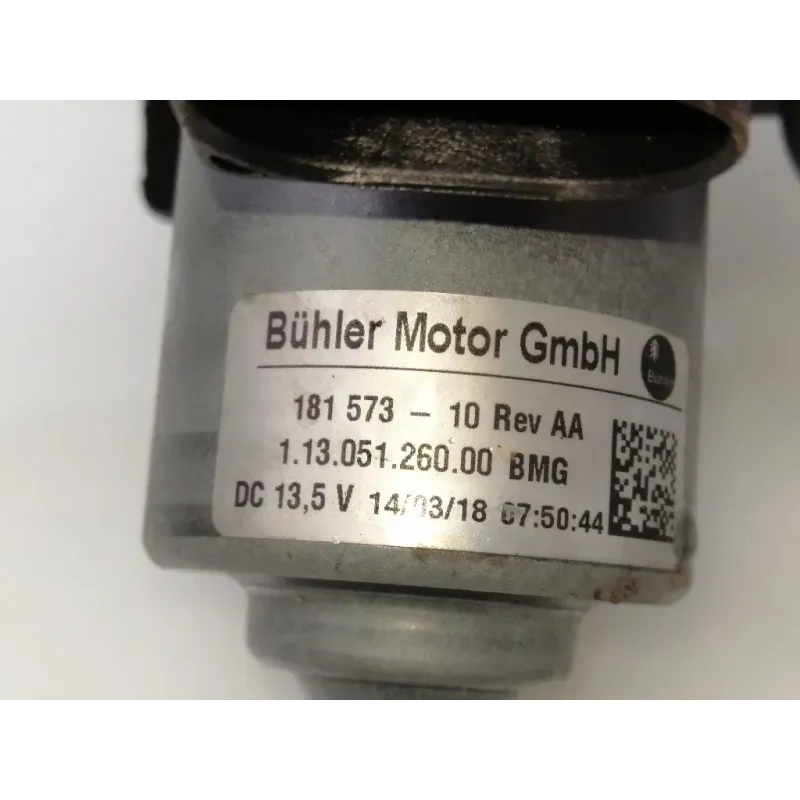 Bühler Motor GmbH
Bühler
181 573 - 10 Rev AA
1.13.051.260.00 BMG
DC 13,5 V 14/03/18 07:50:44